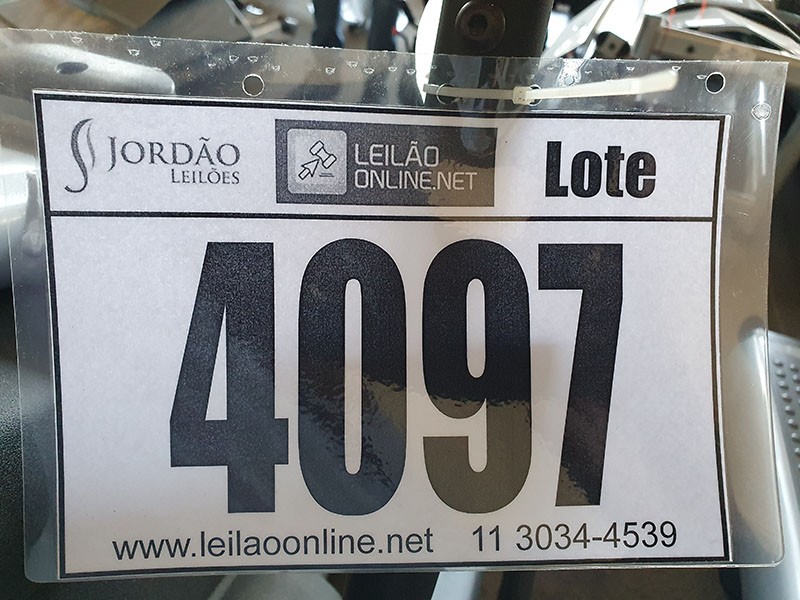 JORDÃO
LEILÕES
LEILÃO
ONLINE.NET
Lote
4097
www.leilaoonline.net 11 3034-4539